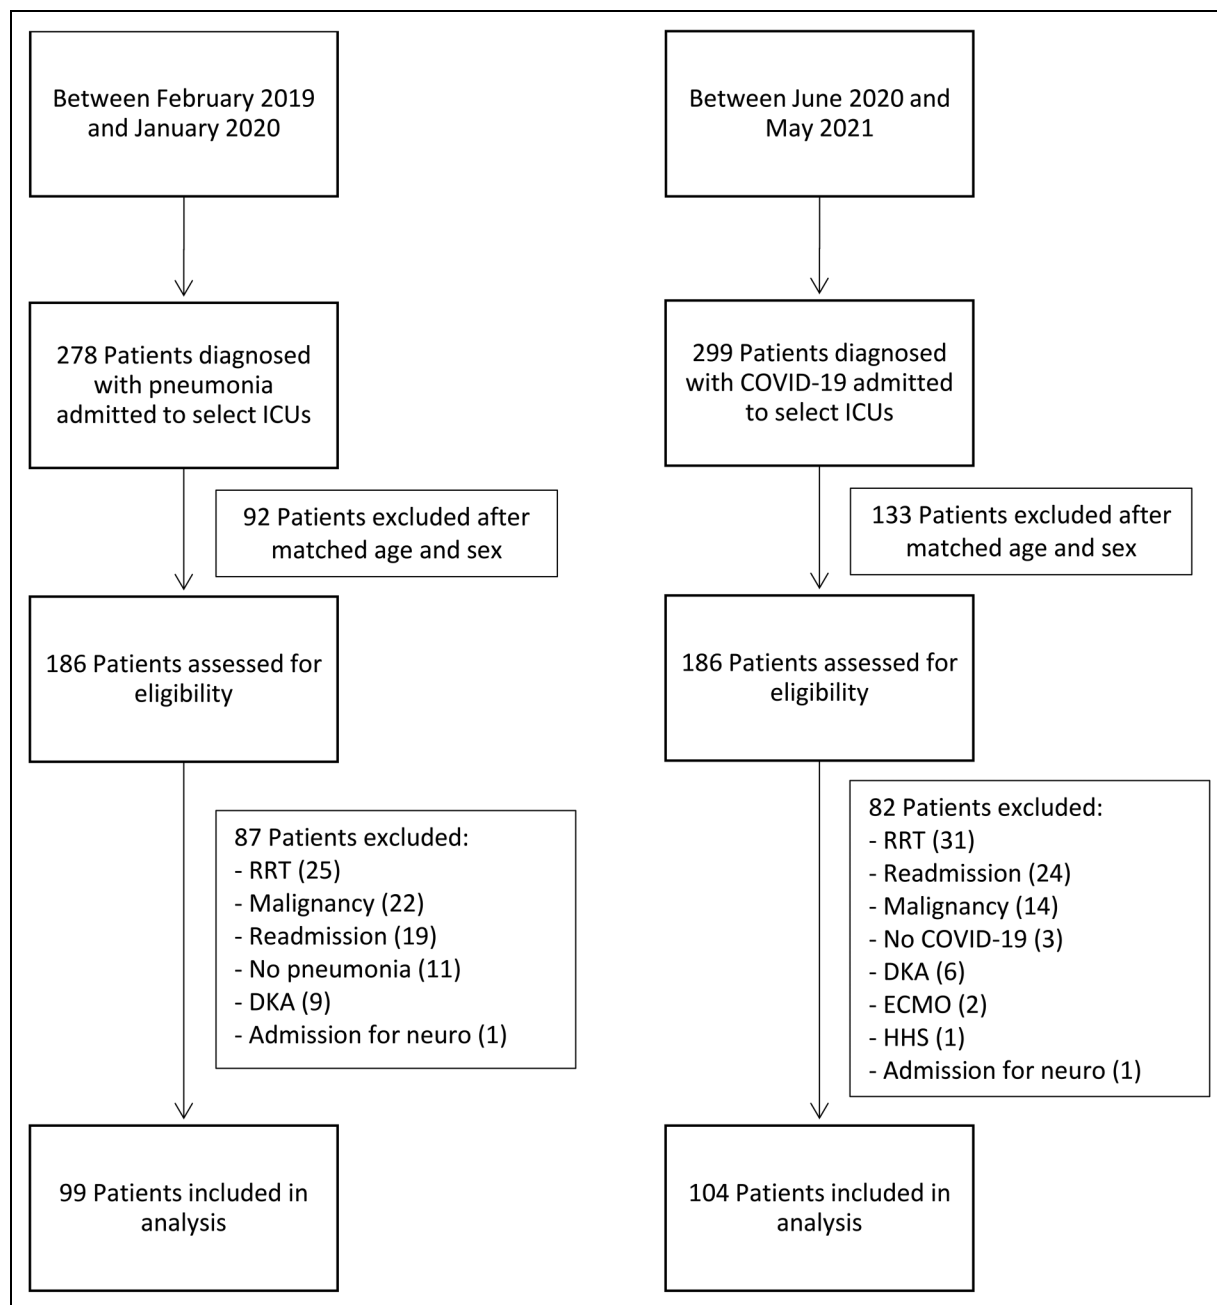 Between February 2019
and January 2020
278 Patients diagnosed
with pneumonia
admitted to select ICUs
92 Patients excluded after
matched age and sex
186 Patients assessed for
eligibility
87 Patients excluded:
- RRT (25)
- Malignancy (22)
- Readmission (19)
- No pneumonia (11)
- DKA (9)
- Admission for neuro (1)
99 Patients included in
analysis
Between June 2020 and
May 2021
299 Patients diagnosed
with COVID-19 admitted
to select ICUs
133 Patients excluded after
matched age and sex
186 Patients assessed for
eligibility
82 Patients excluded:
- RRT (31)
- Readmission (24)
- Malignancy (14)
- No COVID-19 (3)
- DKA (6)
- ECMO (2)
- HHS (1)
- Admission for neuro (1)
104 Patients included in
analysis